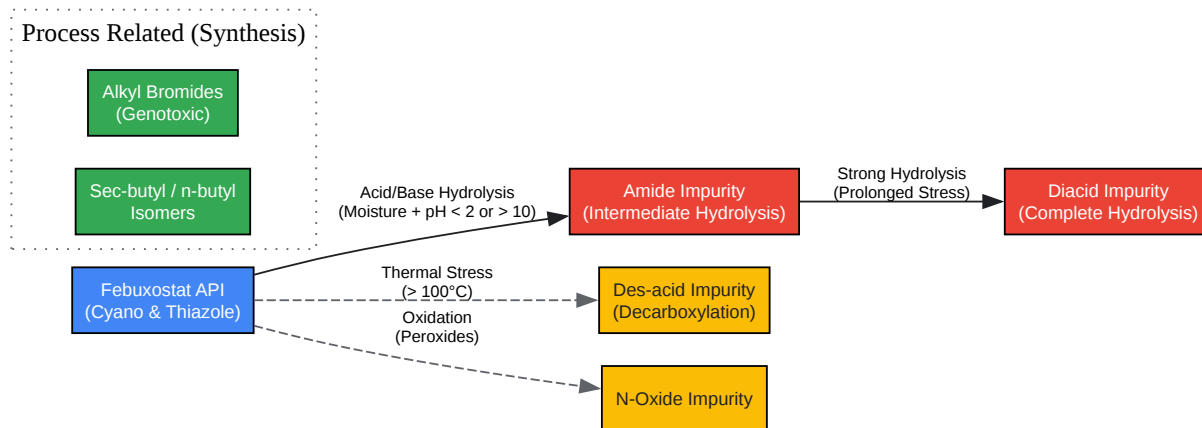 Process Related (Synthesis)
Alkyl Bromides
(Genotoxic)
Sec-butyl / n-butyl
Isomers
Febuxostat API
(Cyano & Thiazole)
Acid/Base Hydrolysis
(Moisture + pH < 2 or > 10)
Amide Impurity
(Intermediate Hydrolysis)
Strong Hydrolysis
(Prolonged Stress)
Diacid Impurity
(Complete Hydrolysis)
Thermal Stress
(> 100°C)
Des-acid Impurity
(Decarboxylation)
Oxidation
(Peroxides)
N-Oxide Impurity